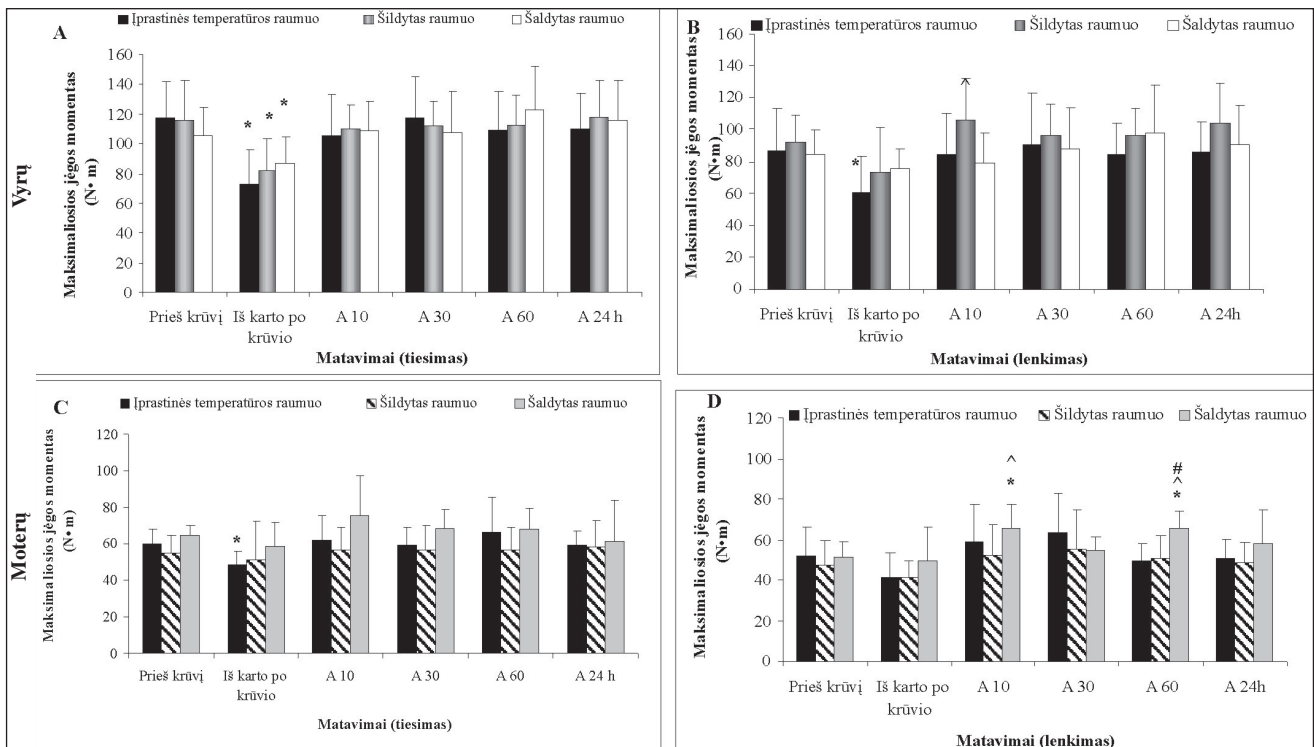 Vyrų
A
Įprastinės temperatūros raumuo Šildytas raumuo Šaldytas raumuo
Maksimaliosios jėgos momentas
(N•m)
160
140
120
100
80
60
40
20
0
* * *
Prieš krūvį Iš karto po krūvio A 10 A 30 A 60 A 24 h
Matavimai (tiesimas)
B
Įprastinės temperatūros raumuo Šildytas raumuo Šaldytas raumuo
Maksimaliosios jėgos momentas
(N•m)
160
140
120
100
80
60
40
20
0
* ^
Prieš krūvį Iš karto po krūvio A 10 A 30 A 60 A 24h
Matavimai (lenkimas)
Moterų
C
Įprastinės temperatūros raumuo Šildytas raumuo Šaldytas raumuo
Maksimaliosios jėgos momentas
(N•m)
120
100
80
60
40
20
0
*
Prieš krūvį Iš karto po krūvio A 10 A 30 A 60 A 24 h
Matavimai (tiesimas)
D
Įprastinės temperatūros raumuo Šildytas raumuo Šaldytas raumuo
Maksimaliosios jėgos momentas
(N•m)
120
100
80
60
40
20
0
^
*
#
^
*
Prieš krūvį Iš karto po krūvio A 10 A 30 A 60 A 24h
Matavimai (lenkimas)